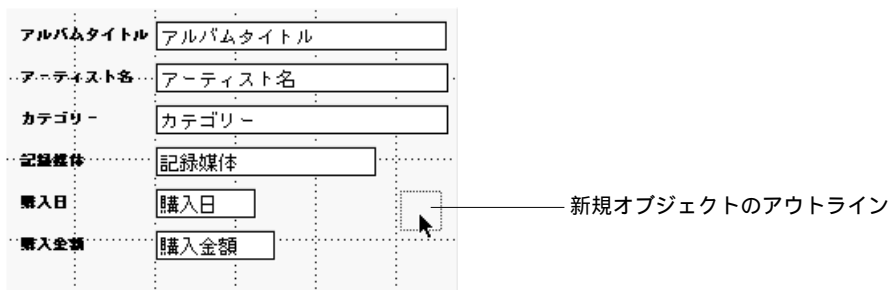 アルバムタイトル アルバムタイトル
アーティスト名 アーティスト名
カテゴリー カテゴリー
記録媒体 記録媒体
購入日 購入日
新規オブジェクトのアウトライン
購入金額 購入金額